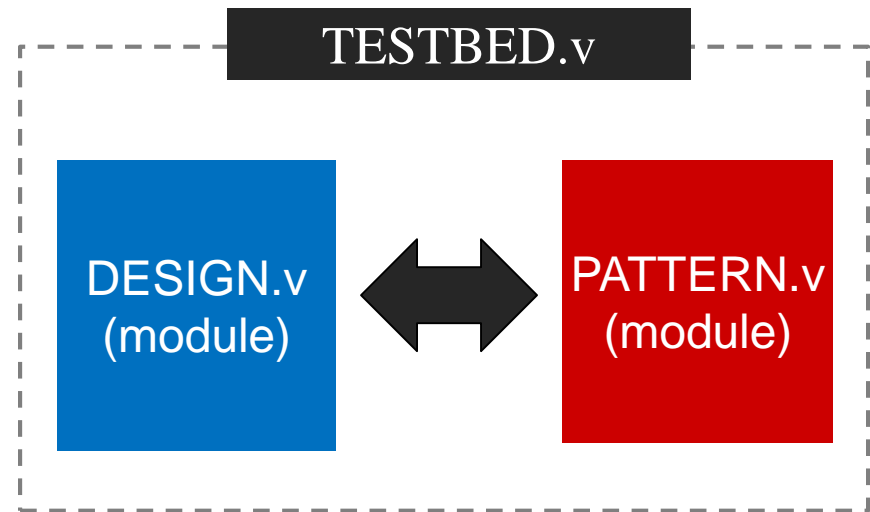 TESTBED.v
DESIGN.v
(module)
PATTERN.v
(module)